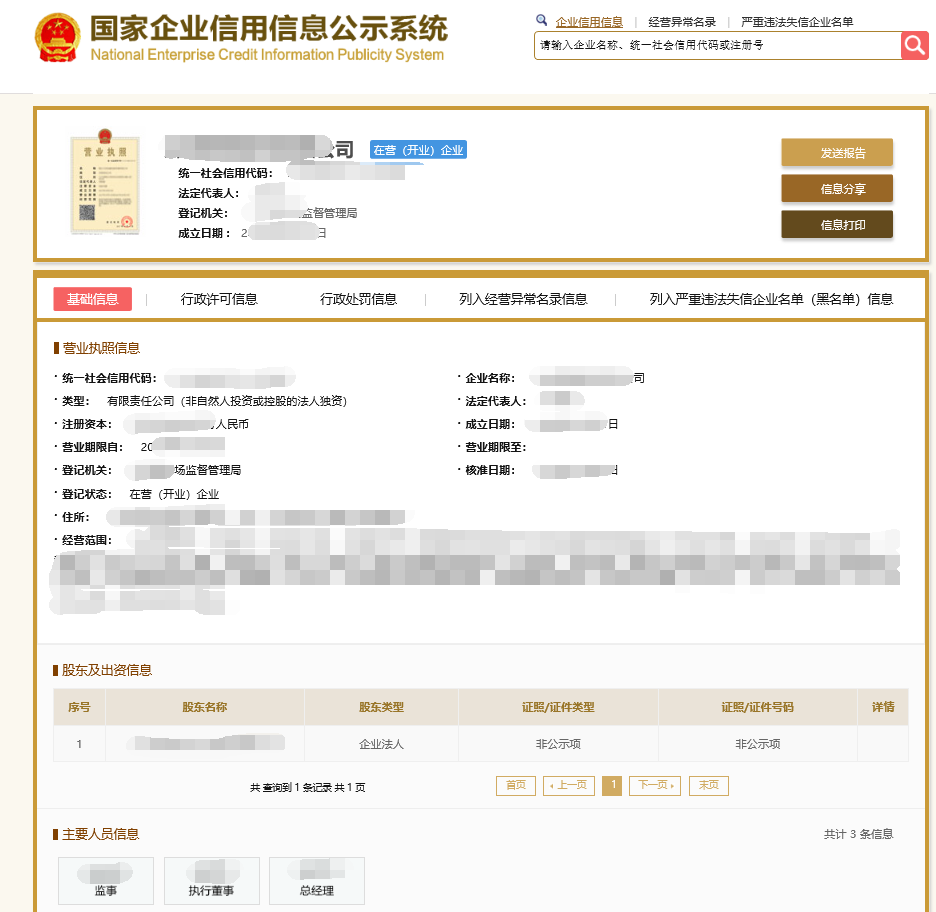 国家企业信用信息公示系统
National Enterprise Credit Information Publicity System
企业信用信息 | 经营异常名录 | 严重违法失信企业名单
请输入企业名称、统一社会信用代码或注册号
营业执照
公司 在营（开业）企业
统一社会信用代码：
法定代表人：
登记机关： 监督管理局
成立日期： 2 日
发送报告
信息分享
信息打印
基础信息 | 行政许可信息 行政处罚信息 | 列入经营异常名录信息 | 列入严重违法失信企业名单（黑名单）信息
营业执照信息
· 统一社会信用代码： · 企业名称： 司
· 类型： 有限责任公司（非自然人投资或控股的法人独资） · 法定代表人：
· 注册资本： 人民币 · 成立日期： 日
· 营业期限自： 20 · 营业期限至：
· 登记机关： 场监督管理局 · 核准日期： 日
· 登记状态： 在营（开业）企业
· 住所：
· 经营范围：
股东及出资信息
序号 股东名称 股东类型 证照/证件类型 证照/证件号码 详情
1 企业法人 非公示项 非公示项
共 查询到 1 条记录 共 1 页 首页 上一页 1 下一页 末页
主要人员信息 共计 3 条信息
监事 执行董事 总经理